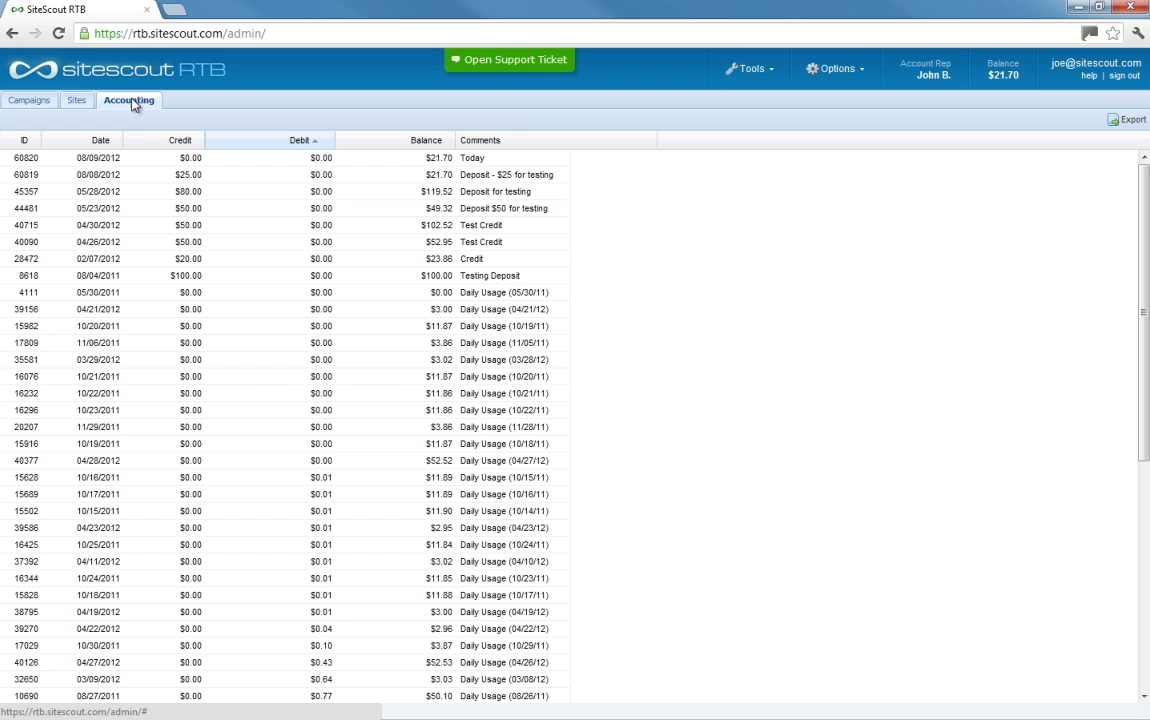 SiteScout RTB
https://rtb.sitescout.com/admin/
sitescout RTB
Open Support Ticket
Tools
Options
Account Rep
John B.
Balance
$21.70
joe@sitescout.com
help | sign out
Campaigns Sites Accounting
Export
ID Date Credit Debit Balance Comments
60820 08/09/2012 $0.00 $0.00 $21.70 Today
60819 08/08/2012 $25.00 $0.00 $21.70 Deposit - $25 for testing
45357 05/28/2012 $80.00 $0.00 $119.52 Deposit for testing
44481 05/23/2012 $50.00 $0.00 $49.32 Deposit $50 for testing
40715 04/30/2012 $50.00 $0.00 $102.52 Test Credit
40090 04/26/2012 $50.00 $0.00 $52.95 Test Credit
28472 02/07/2012 $20.00 $0.00 $23.86 Credit
8618 08/04/2011 $100.00 $0.00 $100.00 Testing Deposit
4111 05/30/2011 $0.00 $0.00 $0.00 Daily Usage (05/30/11)
39156 04/21/2012 $0.00 $0.00 $3.00 Daily Usage (04/21/12)
15982 10/20/2011 $0.00 $0.00 $11.87 Daily Usage (10/19/11)
17809 11/06/2011 $0.00 $0.00 $3.86 Daily Usage (11/05/11)
35581 03/29/2012 $0.00 $0.00 $3.02 Daily Usage (03/28/12)
16076 10/21/2011 $0.00 $0.00 $11.87 Daily Usage (10/20/11)
16232 10/22/2011 $0.00 $0.00 $11.86 Daily Usage (10/21/11)
16296 10/23/2011 $0.00 $0.00 $11.86 Daily Usage (10/22/11)
20207 11/29/2011 $0.00 $0.00 $3.86 Daily Usage (11/28/11)
15916 10/19/2011 $0.00 $0.00 $11.87 Daily Usage (10/18/11)
40377 04/28/2012 $0.00 $0.00 $52.52 Daily Usage (04/27/12)
15628 10/16/2011 $0.00 $0.01 $11.89 Daily Usage (10/15/11)
15689 10/17/2011 $0.00 $0.01 $11.89 Daily Usage (10/16/11)
15502 10/15/2011 $0.00 $0.01 $11.90 Daily Usage (10/14/11)
39586 04/23/2012 $0.00 $0.01 $2.95 Daily Usage (04/23/12)
16425 10/25/2011 $0.00 $0.01 $11.84 Daily Usage (10/24/11)
37392 04/11/2012 $0.00 $0.01 $3.02 Daily Usage (04/10/12)
16344 10/24/2011 $0.00 $0.01 $11.85 Daily Usage (10/23/11)
15828 10/18/2011 $0.00 $0.01 $11.88 Daily Usage (10/17/11)
38795 04/19/2012 $0.00 $0.01 $3.00 Daily Usage (04/19/12)
39270 04/22/2012 $0.00 $0.04 $2.96 Daily Usage (04/22/12)
17029 10/30/2011 $0.00 $0.10 $3.87 Daily Usage (10/29/11)
40126 04/27/2012 $0.00 $0.43 $52.53 Daily Usage (04/26/12)
32650 03/09/2012 $0.00 $0.64 $3.03 Daily Usage (03/08/12)
10690 08/27/2011 $0.00 $0.77 $50.10 Daily Usage (08/26/11)
https://rtb.sitescout.com/admin/#